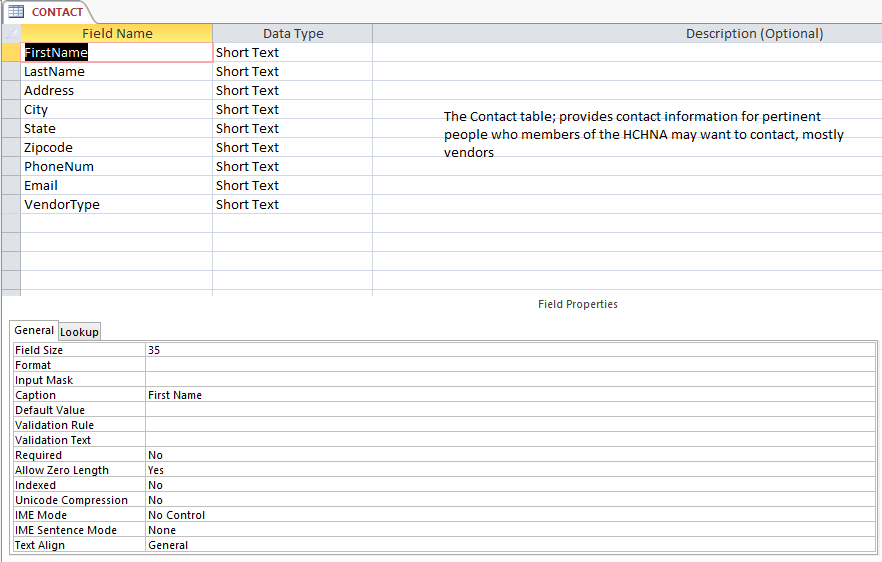 CONTACT
Field Name Data Type Description (Optional)
FirstName Short Text
LastName Short Text
Address Short Text
City Short Text
State Short Text
Zipcode Short Text
PhoneNum Short Text
Email Short Text
VendorType Short Text
The Contact table; provides contact information for pertinent
people who members of the HCHNA may want to contact, mostly
vendors
Field Properties
General Lookup
Field Size 35
Format
Input Mask
Caption First Name
Default Value
Validation Rule
Validation Text
Required No
Allow Zero Length Yes
Indexed No
Unicode Compression No
IME Mode No Control
IME Sentence Mode None
Text Align General